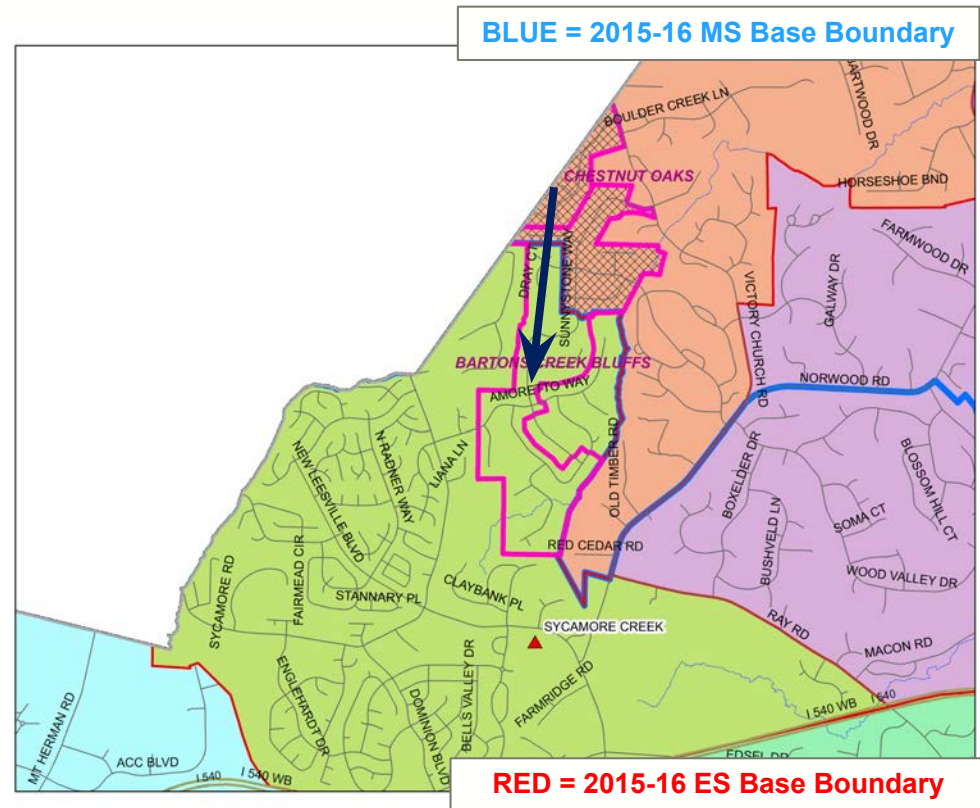 BLUE = 2015-16 MS Base Boundary
BOULDER CREEK LN
CHESTNUT OAKS
HORSESHOE BND
FARMWOOD DR
DRAY CT
SUNNYSTONE WAY
GALWAY DR
VICTORY CHURCH RD
BARTONS CREEK BLUFFS
AMORETTO WAY
NORWOOD RD
N RADNER WAY
LIANA LN
NEW LEESVILLE BLVD
OLD TIMBER RD
BOXELDER DR
BLOSSOM HILL CT
SOMA CT
BUSHVELD LN
RED CEDAR RD
WOOD VALLEY DR
SYCAMORE RD
FAIRMEAD CIR
STANNARY PL
CLAYBANK PL
SYCAMORE CREEK
RAY RD
MACON RD
MT HERMAN RD
ENGLEHARDT DR
DOMINION BLVD
BELLS VALLEY DR
FARMRIDGE RD
I 540 WB
I 540
ACC BLVD
I 540
I 540 WB
EDSEL DR
RED = 2015-16 ES Base Boundary